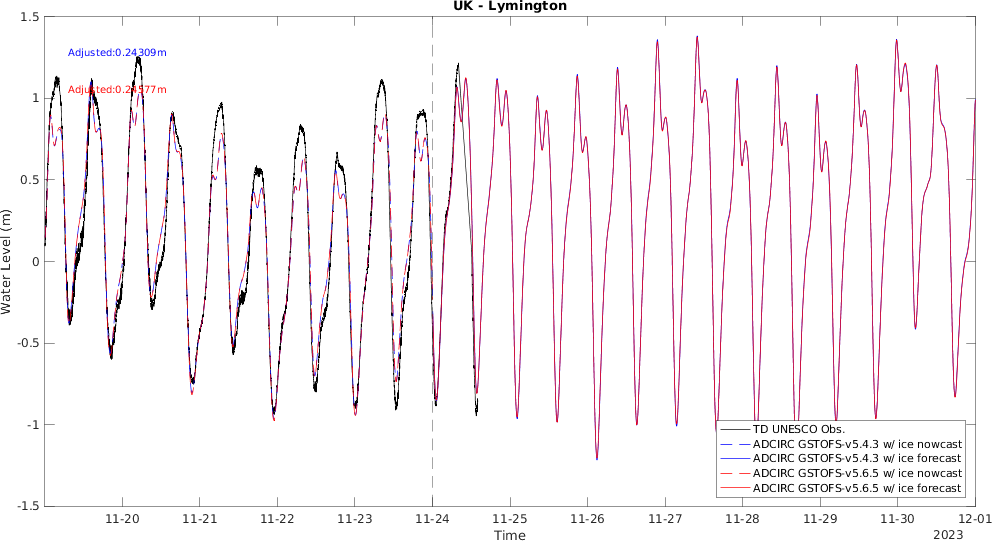 UK - Lymington
1.5
1
0.5
0
-0.5
-1
-1.5
Water Level (m)
Adjusted:0.24309m
Adjusted:0.24577m
TD UNESCO Obs.
ADCIRC GSTOFS-v5.4.3 w/ ice nowcast
ADCIRC GSTOFS-v5.4.3 w/ ice forecast
ADCIRC GSTOFS-v5.6.5 w/ ice nowcast
ADCIRC GSTOFS-v5.6.5 w/ ice forecast
11-20 11-21 11-22 11-23 11-24 11-25 11-26 11-27 11-28 11-29 11-30 12-01
Time
2023